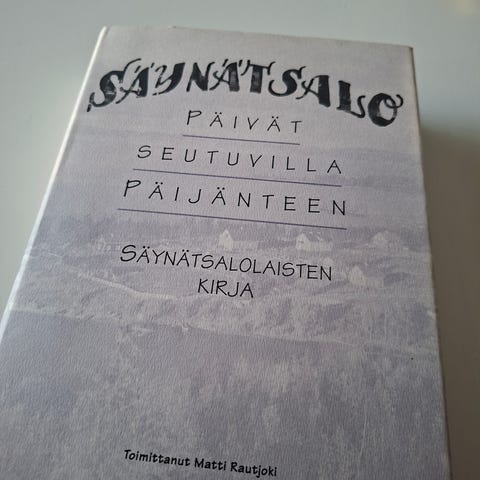 SÄYNÄTSALO
PÄIVÄT
SEUTUVILLA
PÄIJÄNTEEN
SÄYNÄTSALOLAISTEN
KIRJA
Toimittanut Matti Rautjoki